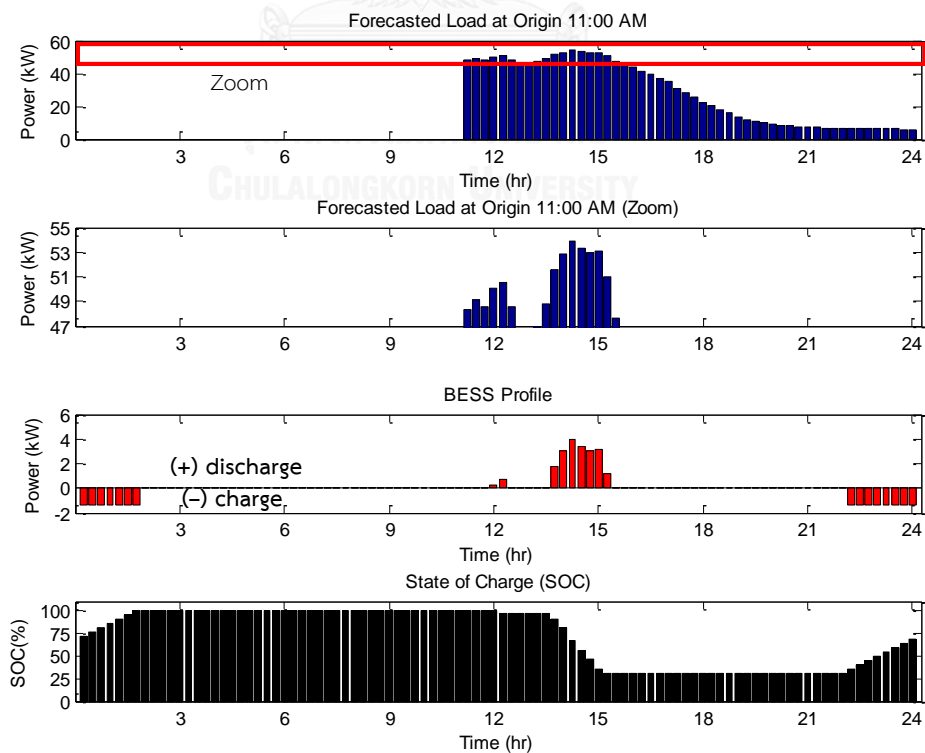 Forecasted Load at Origin 11:00 AM
Power (kW)
60
40
20
0
Zoom
3 6 9 12 15 18 21 24
Time (hr)
CHULALONGKORN UNIVERSITY
Forecasted Load at Origin 11:00 AM (Zoom)
Power (kW)
55
53
51
49
47
3 6 9 12 15 18 21 24
Time (hr)
BESS Profile
Power (kW)
6
4
2
0
-2
(+) discharge
(-) charge
3 6 9 12 15 18 21 24
Time (hr)
State of Charge (SOC)
SOC(%)
100
75
50
25
0
3 6 9 12 15 18 21 24
Time (hr)